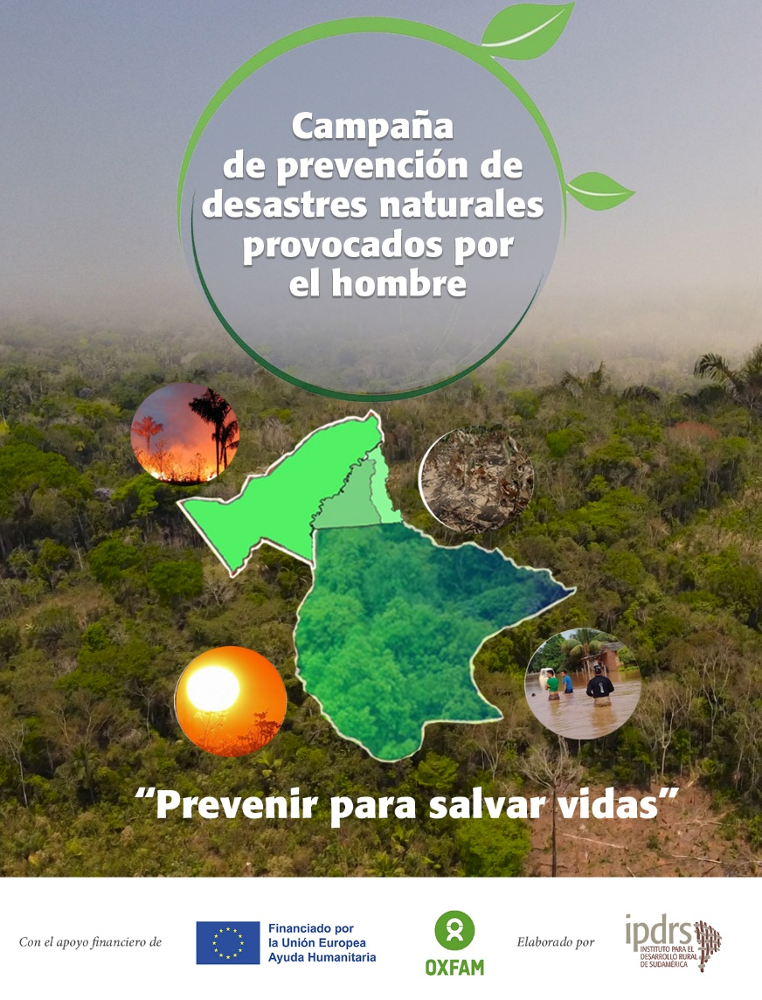 Campaña
de prevención de
desastres naturales
provocados por
el hombre
“Prevenir para salvar vidas”
Con el apoyo financiero de
Financiado por
la Unión Europea
Ayuda Humanitaria
OXFAM
Elaborado por
ipdrs
INSTITUTO PARA EL
DESARROLLO RURAL
DE SUDAMÉRICA